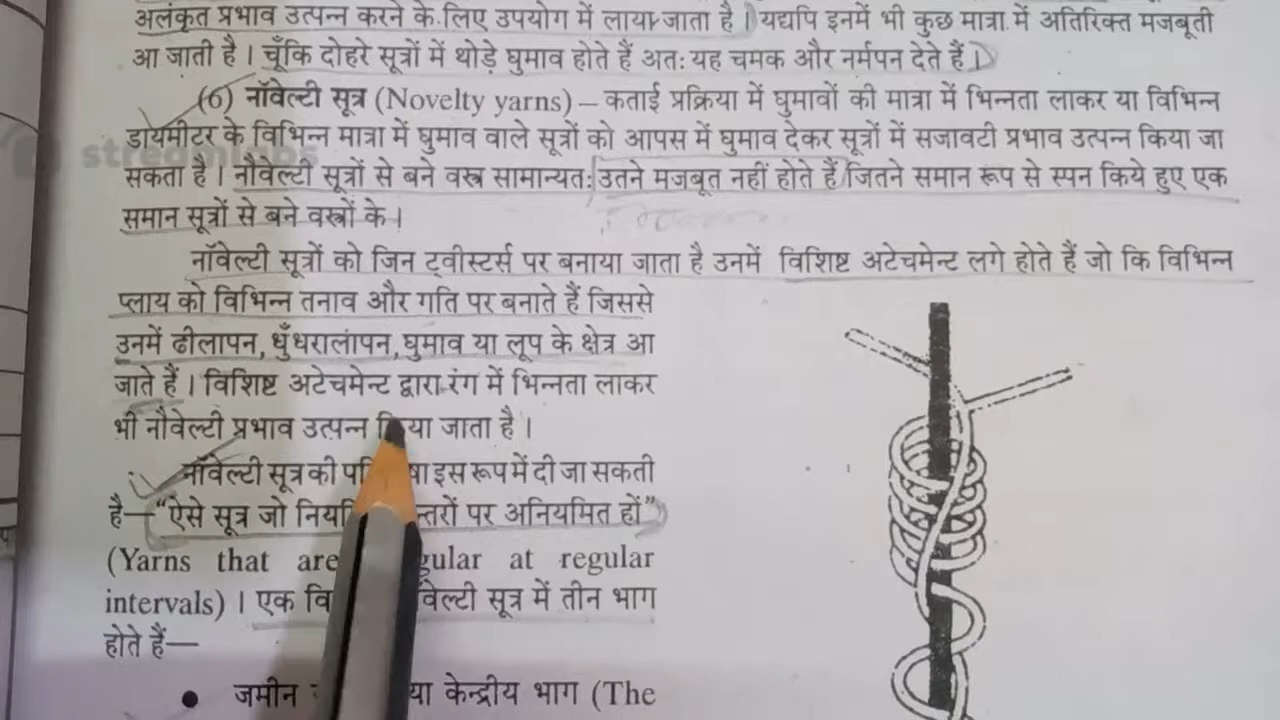 अलंकृत प्रभाव उत्पन्न करने के लिए उपयोग में लाया जाता है। यद्यपि इनमें भी कुछ मात्रा में अतिरिक्त मजबूती
आ जाती है। चूँकि दोहरे सूत्रों में थोड़े घुमाव होते हैं अतः यह चमक और नर्मपन देते हैं।
(6) नॉवेल्टी सूत्र (Novelty yarns) – कताई प्रक्रिया में घुमावों की मात्रा में भिन्नता लाकर या विभिन्न
डायमीटर के विभिन्न मात्रा में घुमाव वाले सूत्रों को आपस में घुमाव देकर सूत्रों में सजावटी प्रभाव उत्पन्न किया जा
सकता है। नौवेल्टी सूत्रों से बने वस्त्र सामान्यतः उतने मजबूत नहीं होते हैं जितने समान रूप से स्पन किये हुए एक
समान सूत्रों से बने वस्त्रों के।
नॉवेल्टी सूत्रों को जिन ट्वीस्टर्स पर बनाया जाता है उनमें विशिष्ट अटेचमेन्ट लगे होते हैं जो कि विभिन्न
प्लाय को विभिन्न तनाव और गति पर बनाते हैं जिससे
उनमें ढीलापन, धुँधरालापन, घुमाव या लूप के क्षेत्र आ
जाते हैं। विशिष्ट अटेचमेन्ट द्वारा रंग में भिन्नता लाकर
भी नौवेल्टी प्रभाव उत्पन्न किया जाता है।
नॉवेल्टी सूत्र की इस रूप में दी जा सकती
है—“ऐसे सूत्र जो पर अनियमित हों”
(Yarns that are at regular
intervals)। एक सूत्र में तीन भाग
होते हैं—
● जमीन या केन्द्रीय भाग (The